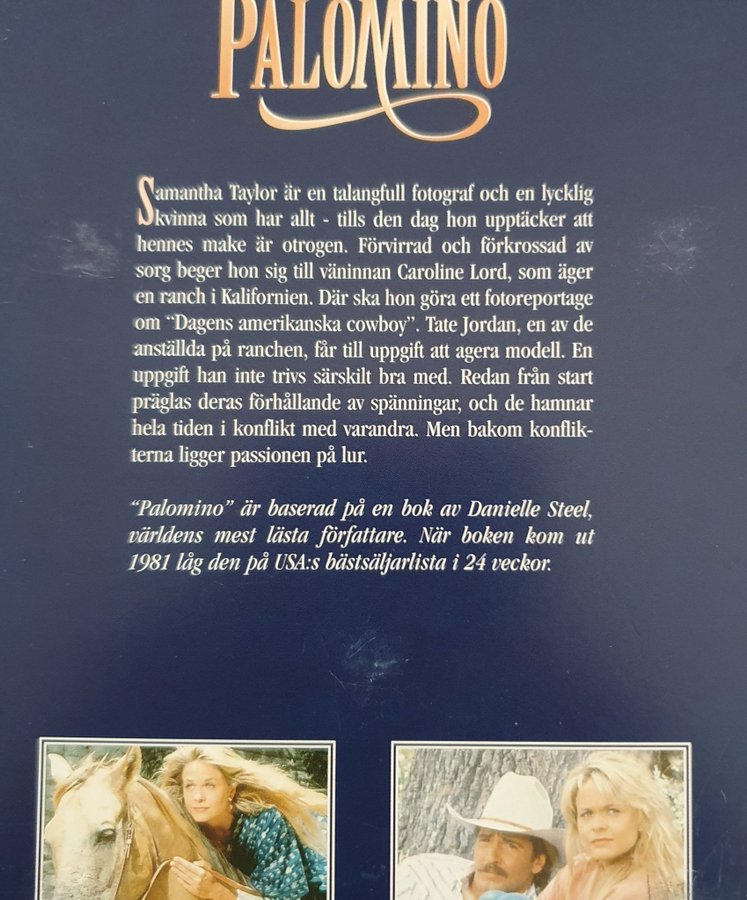 PALOMINO
Samantha Taylor är en talangfull fotograf och en lycklig
kvinna som har allt - tills den dag hon upptäcker att
hennes make är otrogen. Förvirrad och förkrossad av
sorg beger hon sig till väninnan Caroline Lord, som äger
en ranch i Kalifornien. Där ska hon göra ett fotoreportage
om “Dagens amerikanska cowboy”. Tate Jordan, en av de
anställda på ranchen, får till uppgift att agera modell. En
uppgift han inte trivs särskilt bra med. Redan från start
präglas deras förhållande av spänningar, och de hamnar
hela tiden i konflikt med varandra. Men bakom konflik-
terna ligger passionen på lur.
“Palomino” är baserad på en bok av Danielle Steel,
världens mest lästa författare. När boken kom ut
1981 låg den på USA:s bästsäljarlista i 24 veckor.